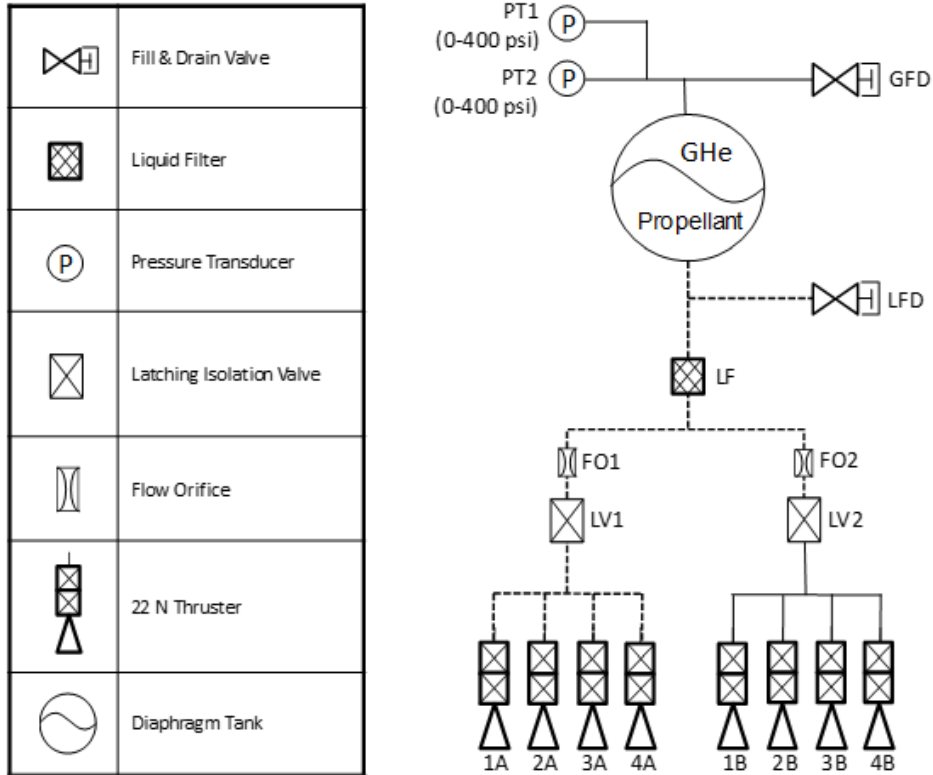 Fill & Drain Valve
Liquid Filter
P
Pressure Transducer
Latching Isolation Valve
Flow Orifice
22 N Thruster
Diaphragm Tank
PT1
(0-400 psi)
P
PT2
(0-400 psi)
P
GFD
GHe
Propellant
LFD
LF
FO1
FO2
LV1
LV2
1A 2A 3A 4A 1B 2B 3B 4B